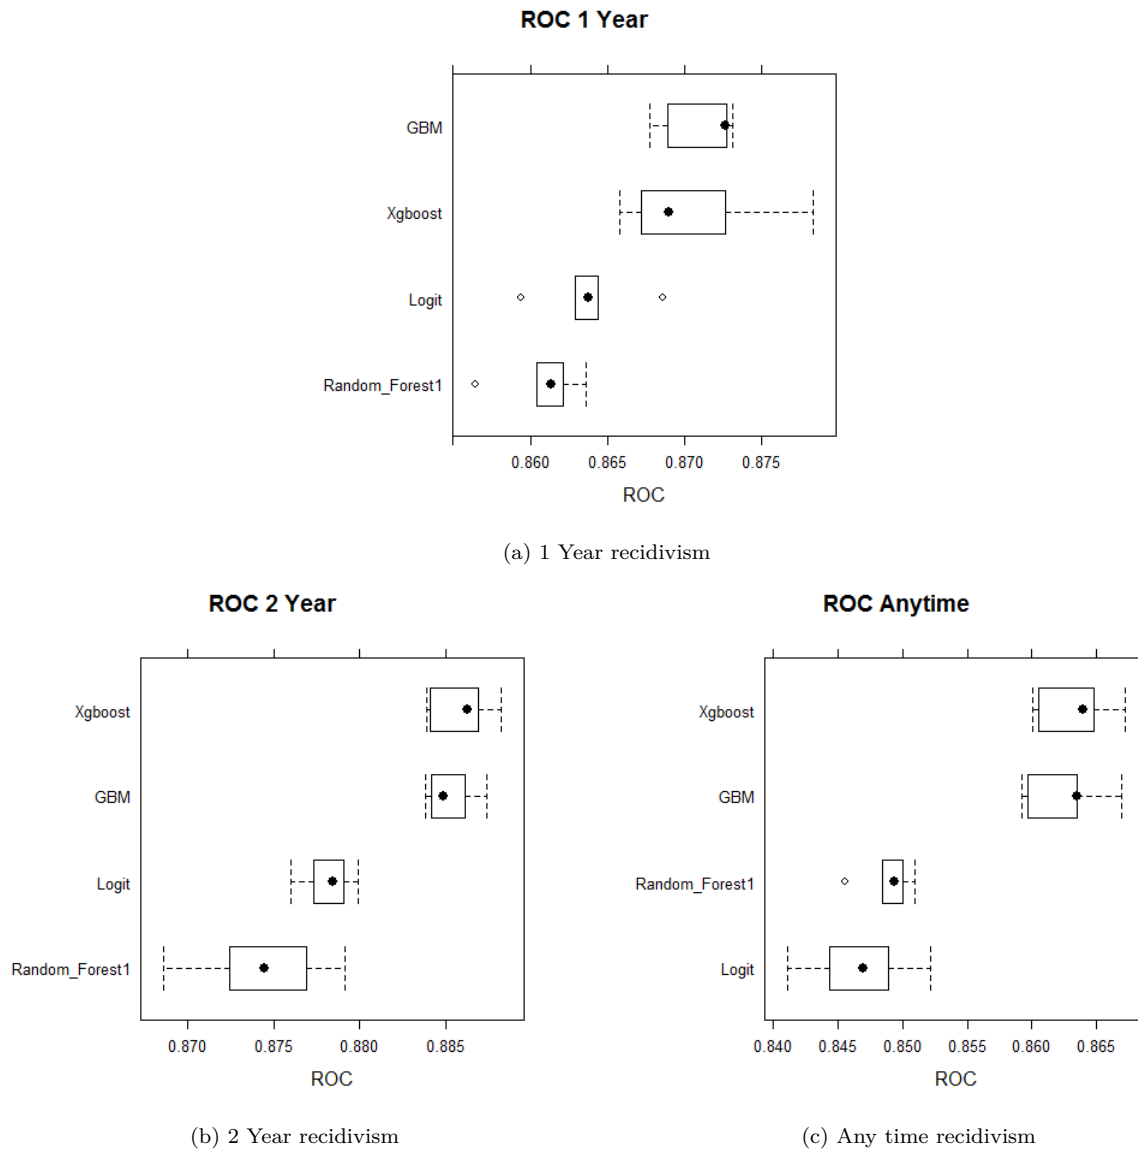 ROC 1 Year
GBM
Xgboost
Logit
Random_Forest1
0.860 0.865 0.870 0.875
ROC
(a) 1 Year recidivism
ROC 2 Year
Xgboost
GBM
Logit
Random_Forest1
0.870 0.875 0.880 0.885
ROC
(b) 2 Year recidivism
ROC Anytime
Xgboost
GBM
Random_Forest1
Logit
0.840 0.845 0.850 0.855 0.860 0.865
ROC
(c) Any time recidivism